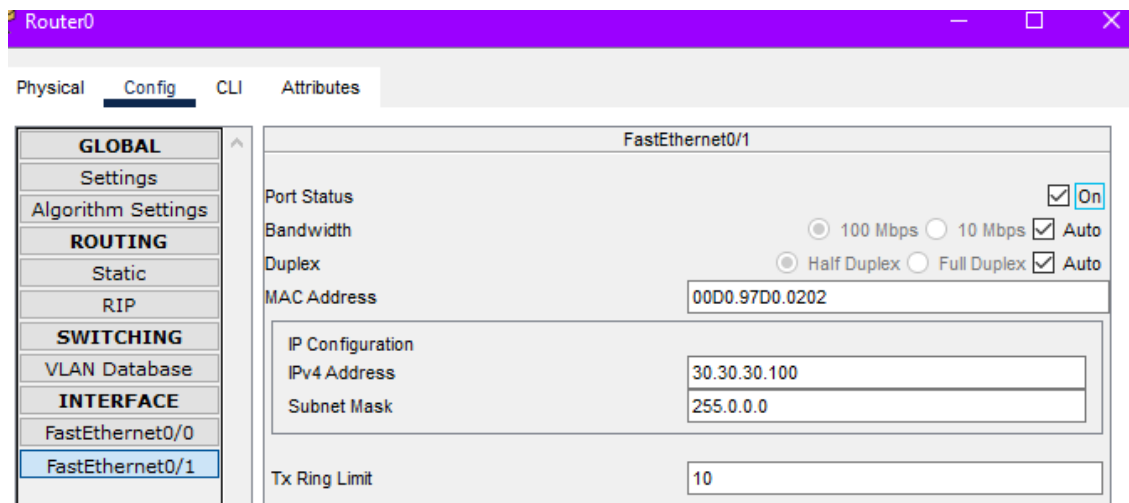 Router0
Physical Config CLI Attributes
GLOBAL
Settings
Algorithm Settings
ROUTING
Static
RIP
SWITCHING
VLAN Database
INTERFACE
FastEthernet0/0
FastEthernet0/1
FastEthernet0/1
Port Status On
Bandwidth 100 Mbps 10 Mbps Auto
Duplex Half Duplex Full Duplex Auto
MAC Address 00D0.97D0.0202
IP Configuration
IPv4 Address 30.30.30.100
Subnet Mask 255.0.0.0
Tx Ring Limit 10